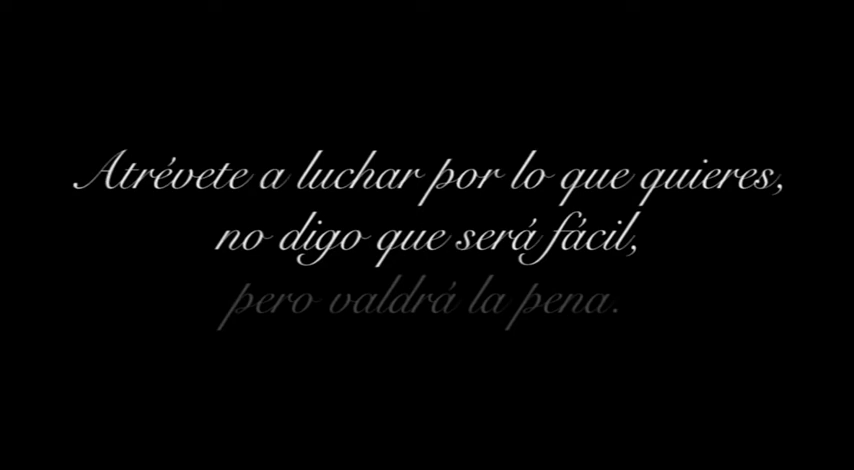 Atrévete a luchar por lo que quieres,
no digo que será fácil,
pero valdrá la pena.